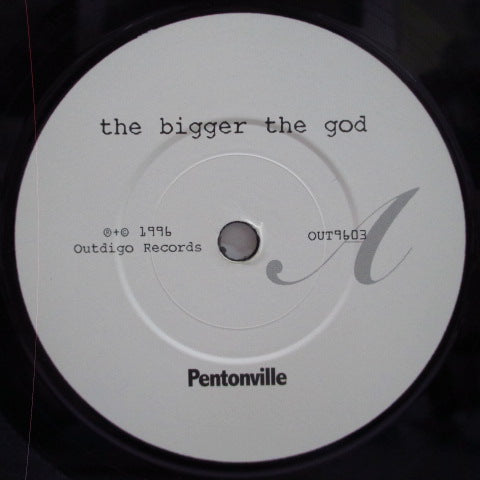 the bigger the god
℗+© 1996
Outdigo Records
OUT9603
A
Pentonville